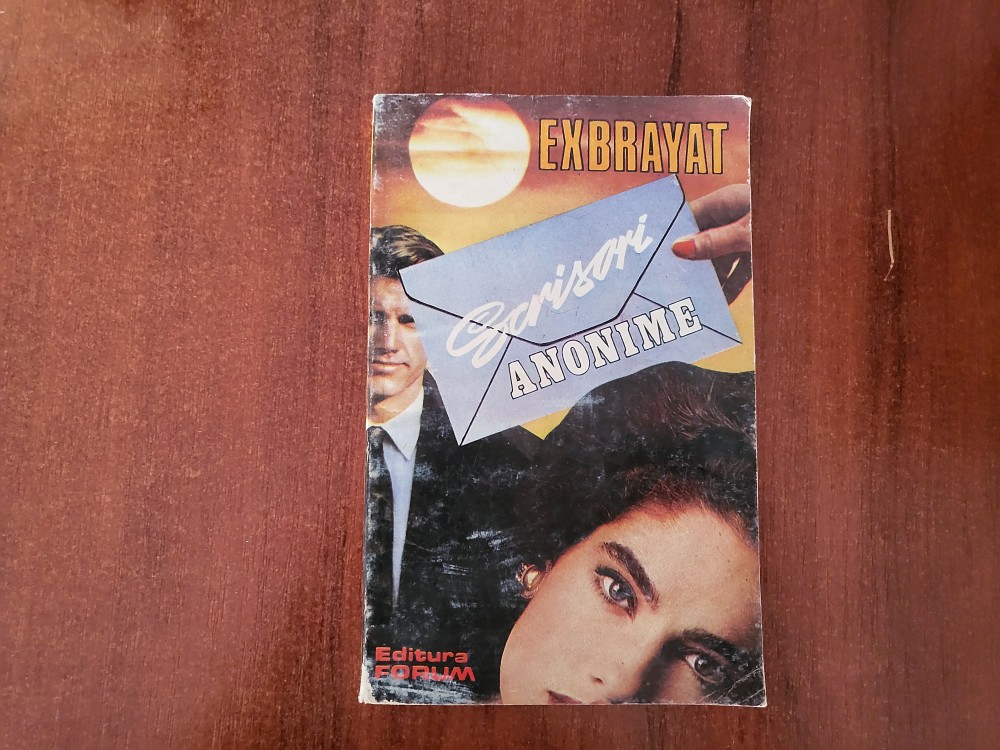 EXBRAYAT
Scrisori
ANONIME
Editura
FORUM